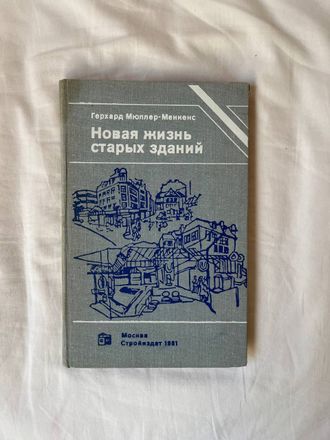 Герхард Мюллер-Менкенс
Новая жизнь
старых зданий
Москва
Стройиздат 1981